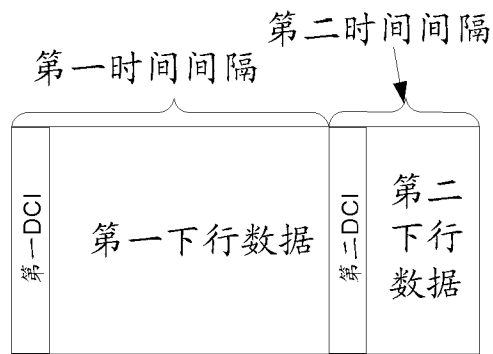 第二时间间隔
第一时间间隔
第一DCI
第一下行数据
第二DCI
第二
下行
数据